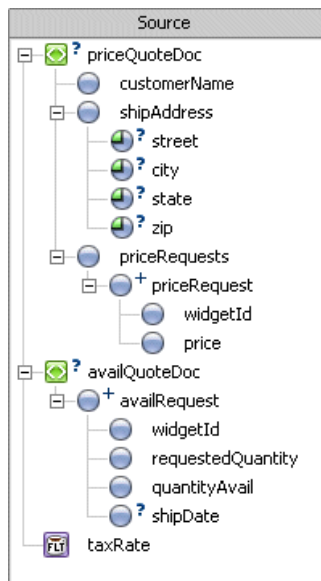 Source
? priceQuoteDoc
customerName
shipAddress
? street
? city
? state
? zip
priceRequests
+ priceRequest
widgetId
price
? availQuoteDoc
+ availRequest
widgetId
requestedQuantity
quantityAvail
? shipDate
FLT taxRate